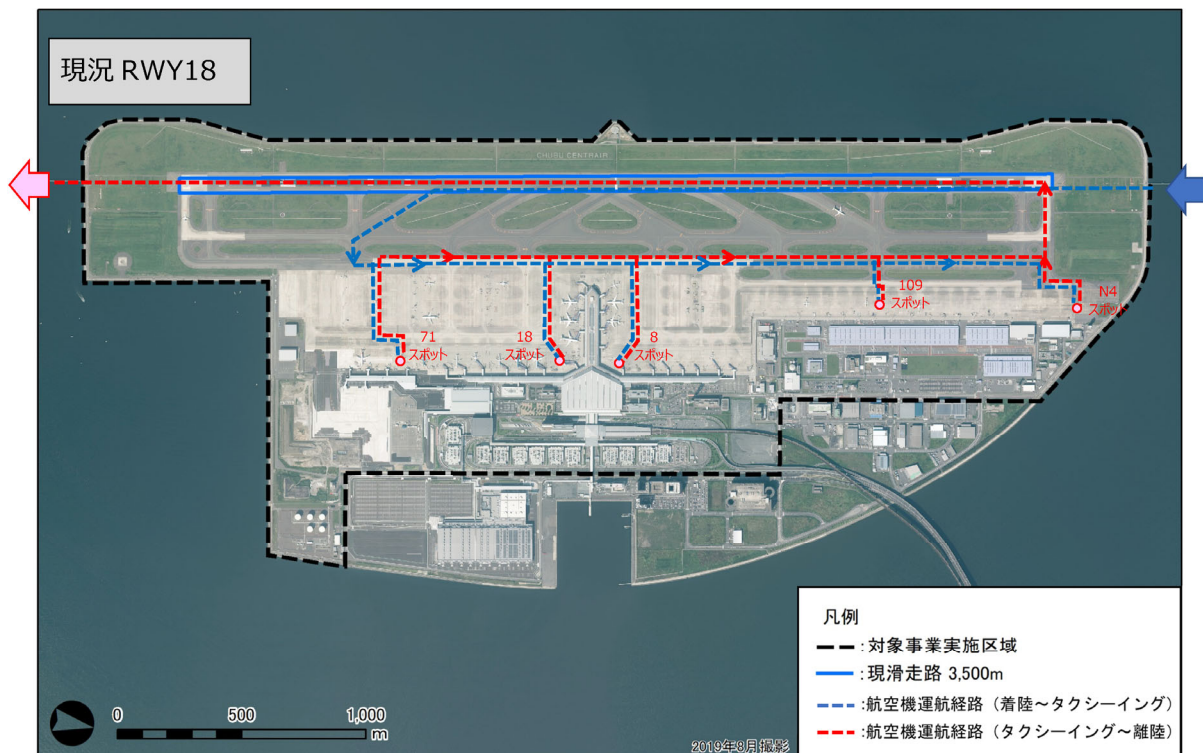 現況 RWY18
CHUBU CENTRAIR
109
スポット
N4
スポット
71
スポット
18
スポット
8
スポット
凡例
:対象事業実施区域
:現滑走路 3,500m
:航空機運航経路（着陸～タクシーイング）
:航空機運航経路（タクシーイング～離陸）
0 500 1,000
m
2019年8月撮影